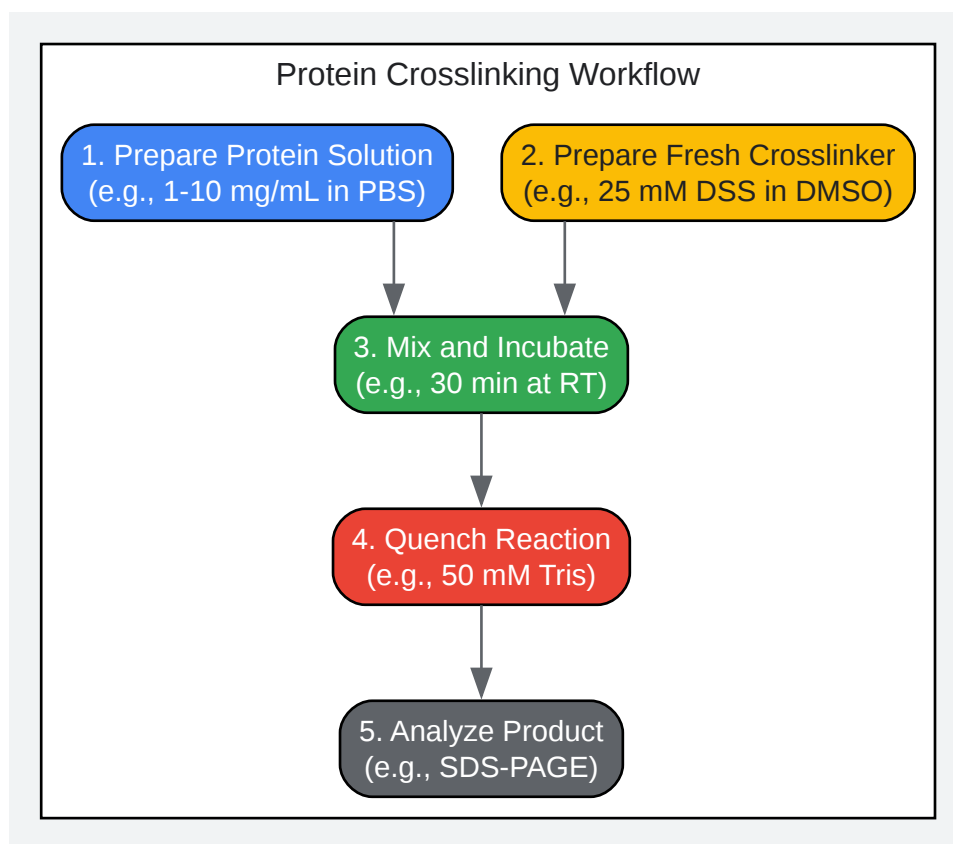 Protein Crosslinking Workflow
1. Prepare Protein Solution
(e.g., 1-10 mg/mL in PBS)
2. Prepare Fresh Crosslinker
(e.g., 25 mM DSS in DMSO)
3. Mix and Incubate
(e.g., 30 min at RT)
4. Quench Reaction
(e.g., 50 mM Tris)
5. Analyze Product
(e.g., SDS-PAGE)